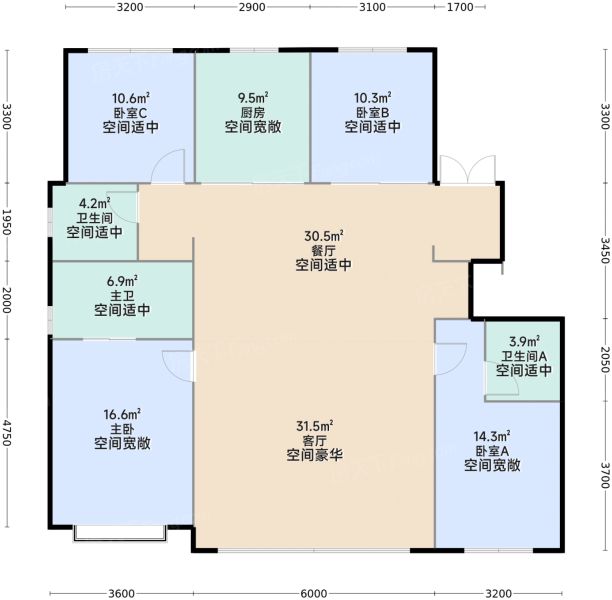 3200
2900
3100
1700
3300
10.6㎡
卧室C
空间适中
9.5㎡
厨房
空间宽敞
10.3㎡
卧室B
空间适中
3300
1950
4.2㎡
卫生间
空间适中
30.5㎡
餐厅
空间适中
3450
2000
6.9㎡
主卫
空间适中
3.9㎡
卫生间A
空间适中
2050
4750
16.6㎡
主卧
空间宽敞
31.5㎡
客厅
空间豪华
14.3㎡
卧室A
空间宽敞
3700
3600
6000
3200